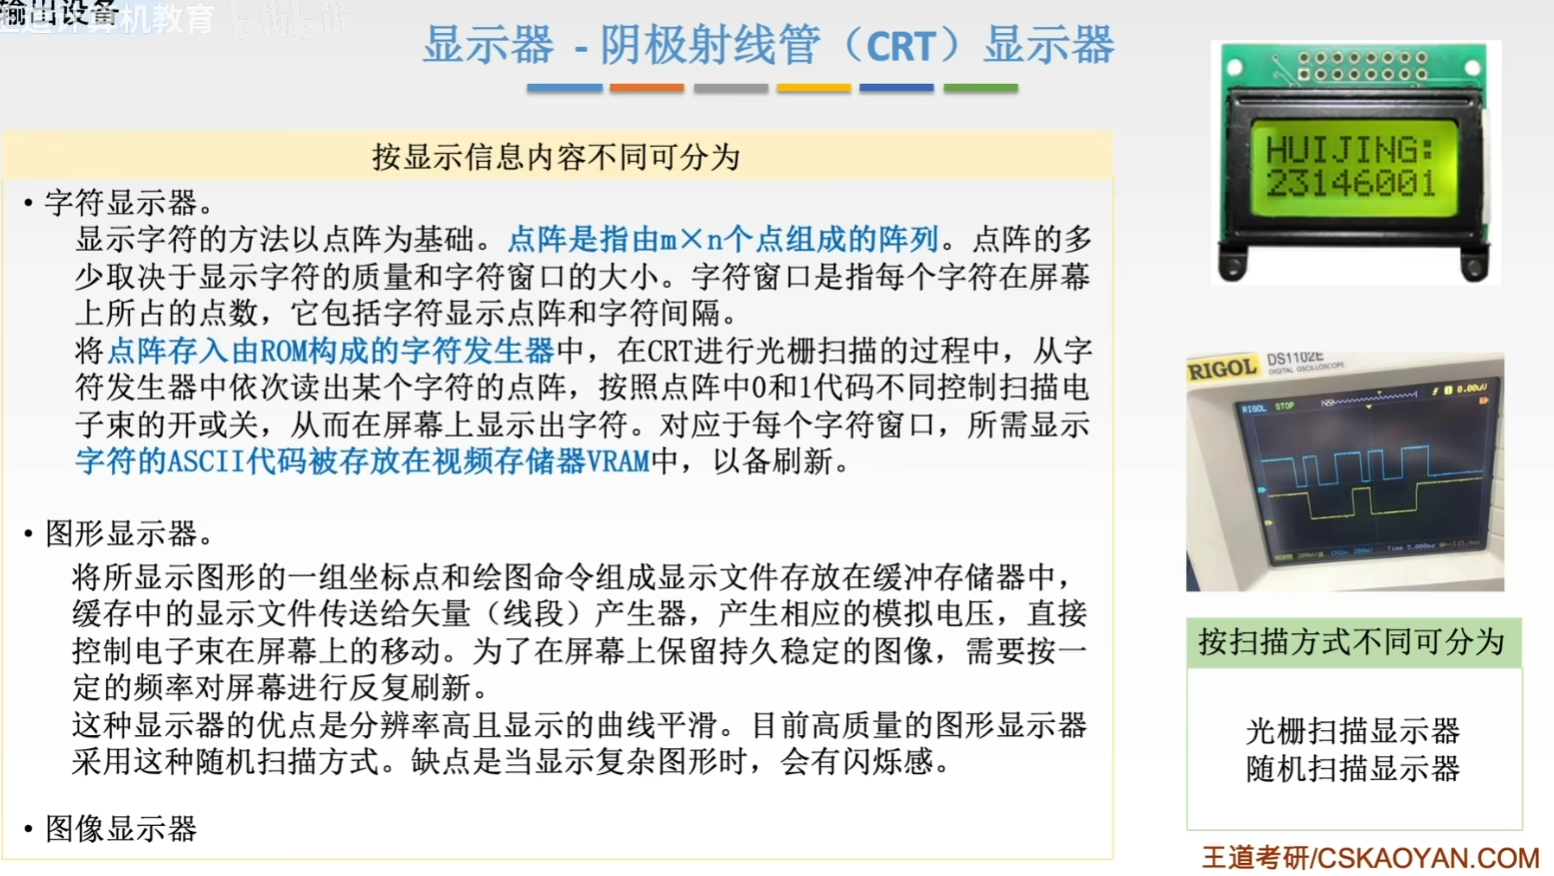 输出设备
王道计算机教育
显示器 - 阴极射线管（CRT）显示器
按显示信息内容不同可分为
• 字符显示器。
显示字符的方法以点阵为基础。点阵是指由m×n个点组成的阵列。点阵的多
少取决于显示字符的质量和字符窗口的大小。字符窗口是指每个字符在屏幕
上所占的点数，它包括字符显示点阵和字符间隔。
将点阵存入由ROM构成的字符发生器中，在CRT进行光栅扫描的过程中，从字
符发生器中依次读出某个字符的点阵，按照点阵中0和1代码不同控制扫描电
子束的开或关，从而在屏幕上显示出字符。对应于每个字符窗口，所需显示
字符的ASCII代码被存放在视频存储器VRAM中，以备刷新。
• 图形显示器。
将所显示图形的一组坐标点和绘图命令组成显示文件存放在缓冲存储器中，
缓存中的显示文件传送给矢量（线段）产生器，产生相应的模拟电压，直接
控制电子束在屏幕上的移动。为了在屏幕上保留持久稳定的图像，需要按一
定的频率对屏幕进行反复刷新。
这种显示器的优点是分辨率高且显示的曲线平滑。目前高质量的图形显示器
采用这种随机扫描方式。缺点是当显示复杂图形时，会有闪烁感。
• 图像显示器
HUIJING:
23146001
RIGOL DS1102E
DIGITAL OSCILLOSCOPE
RIGOL STOP
0.00uV
按扫描方式不同可分为
光栅扫描显示器
随机扫描显示器
王道考研/CSKAOYAN.COM